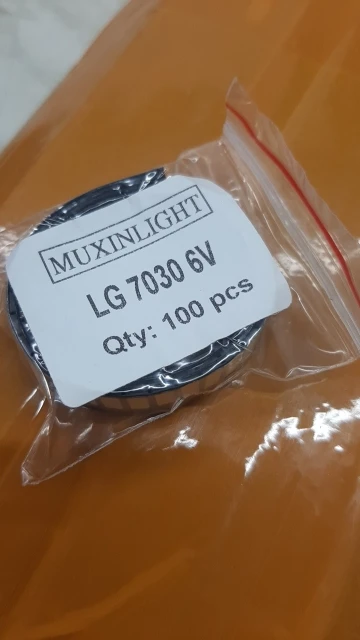 MUXINLIGHT
LG 7030 6V
Qty: 100 pcs